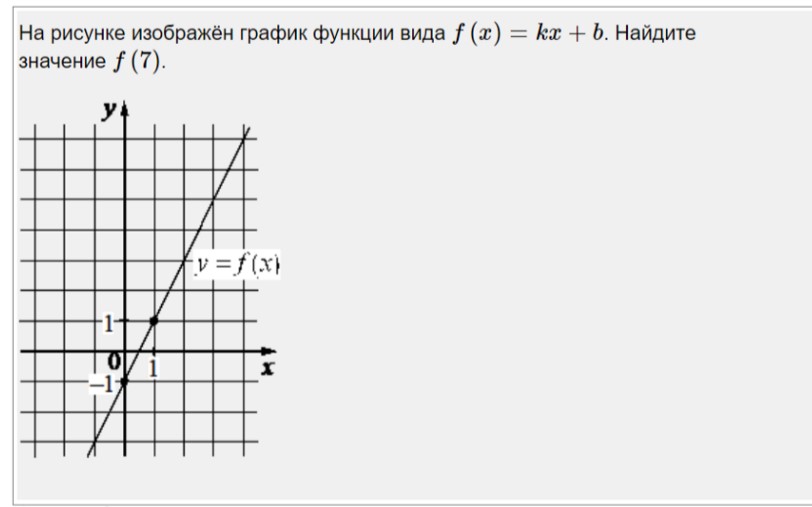 На рисунке изображён график функции вида f (x) = kx + b. Найдите
значение f (7).
y
y = f(x)
1
0
1
x
−1